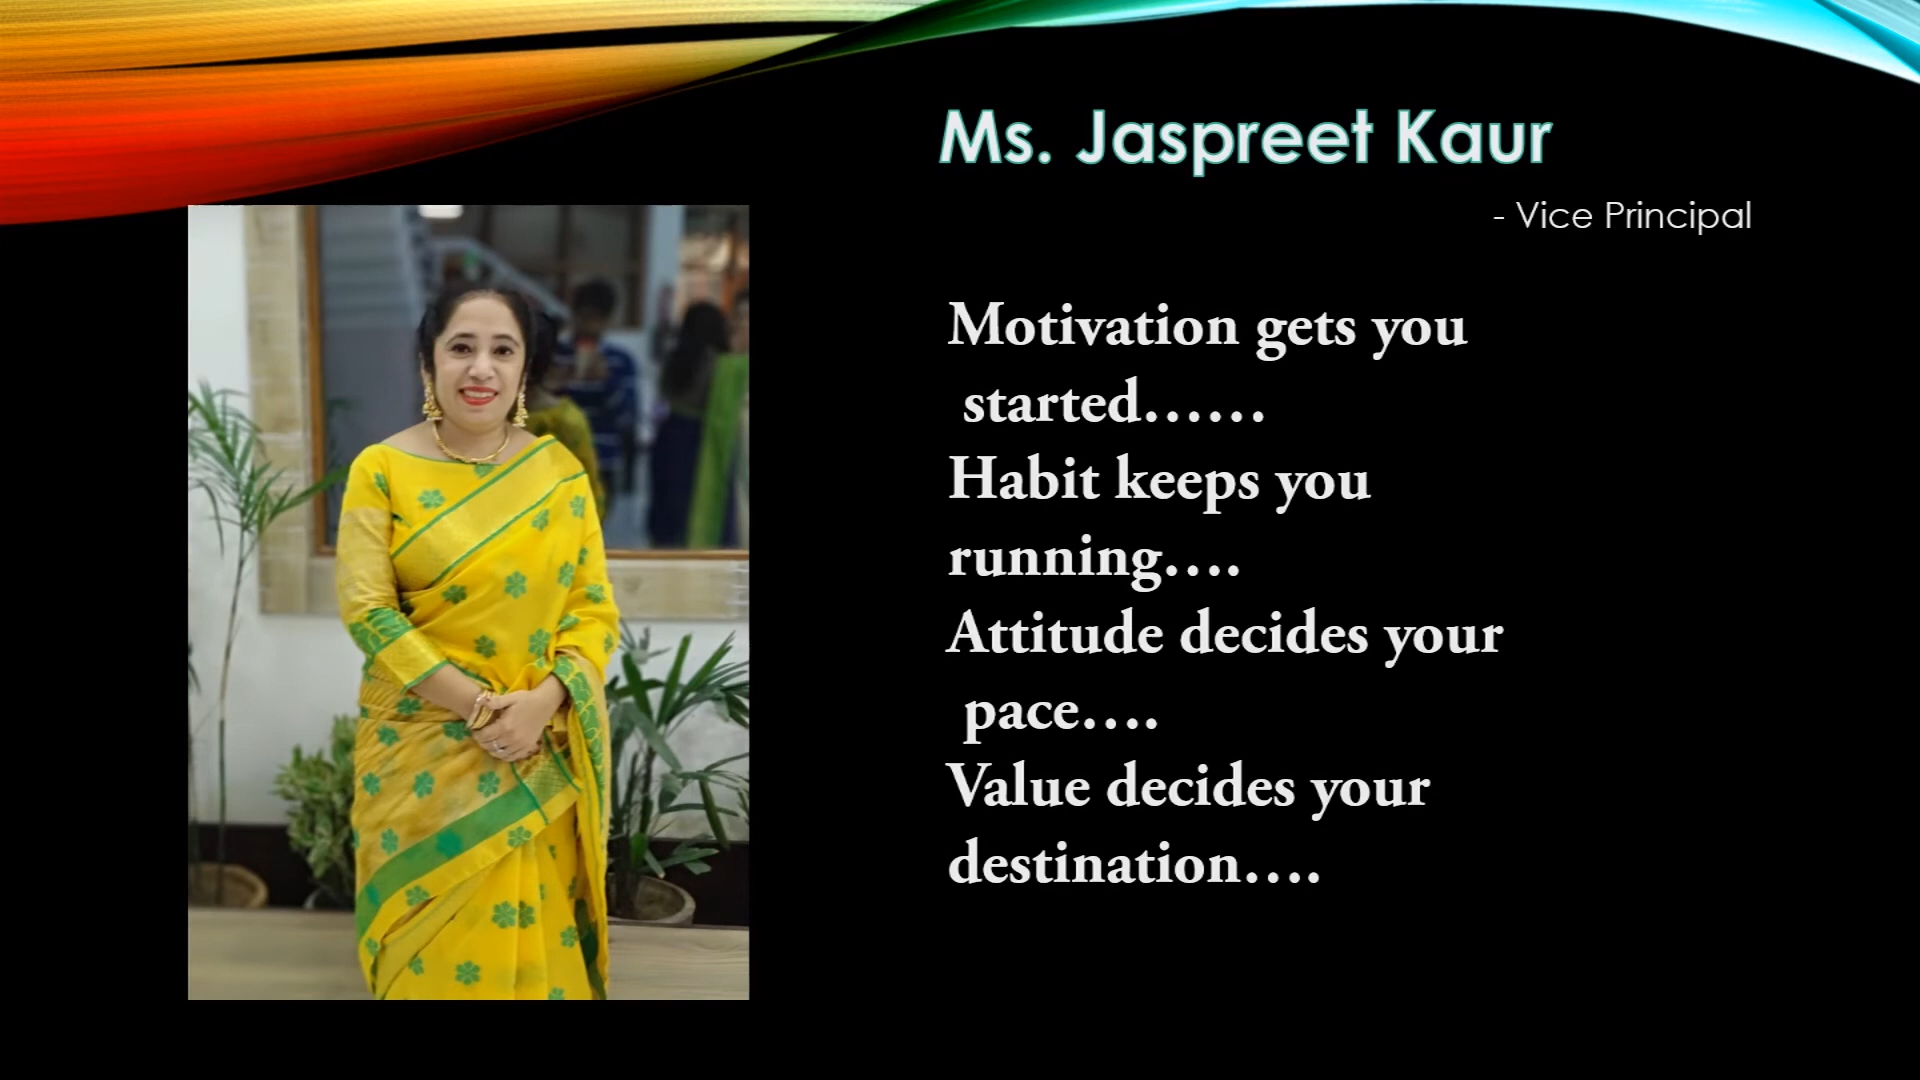 Ms. Jaspreet Kaur
- Vice Principal
Motivation gets you
started……
Habit keeps you
running….
Attitude decides your
pace….
Value decides your
destination….